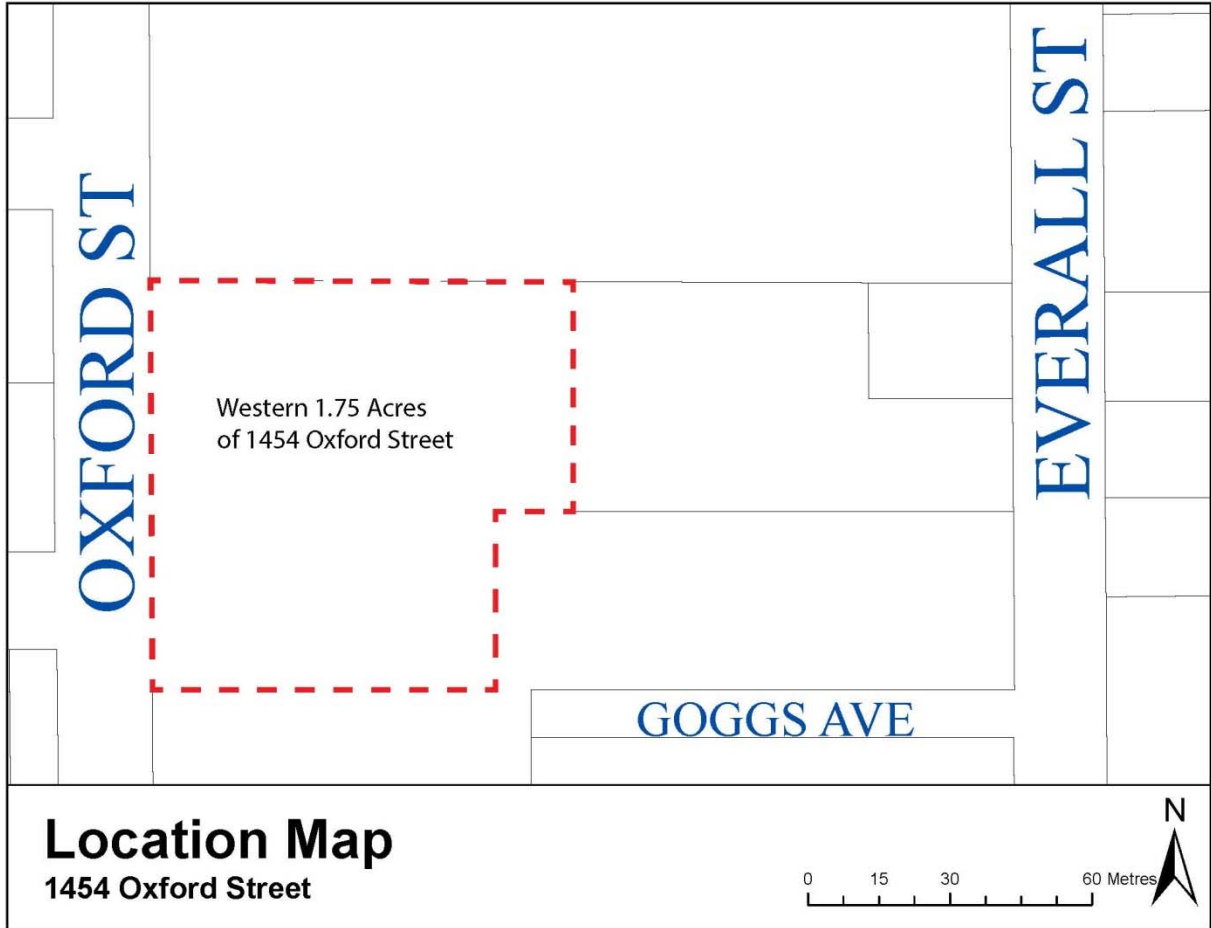 OXFORD ST
EVERALL ST
Western 1.75 Acres
of 1454 Oxford Street
GOGGS AVE
Location Map
1454 Oxford Street
0 15 30 60 Metres
N